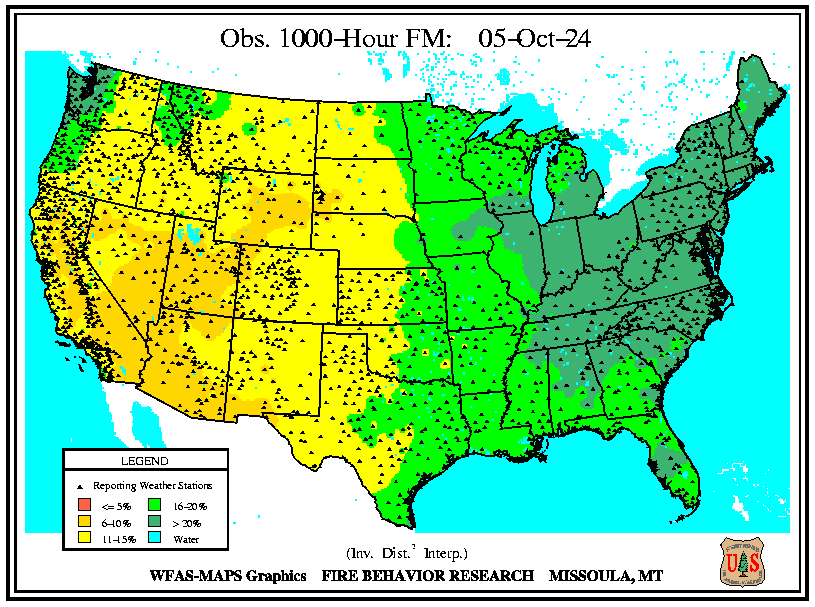 Obs. 1000-Hour FM: 05-Oct-24
LEGEND
Reporting Weather Stations
<= 5% 16-20%
6-10% > 20%
11-15% Water
(Inv. Dist.² Interp.)
WFAS-MAPS Graphics FIRE BEHAVIOR RESEARCH MISSOULA, MT
U S